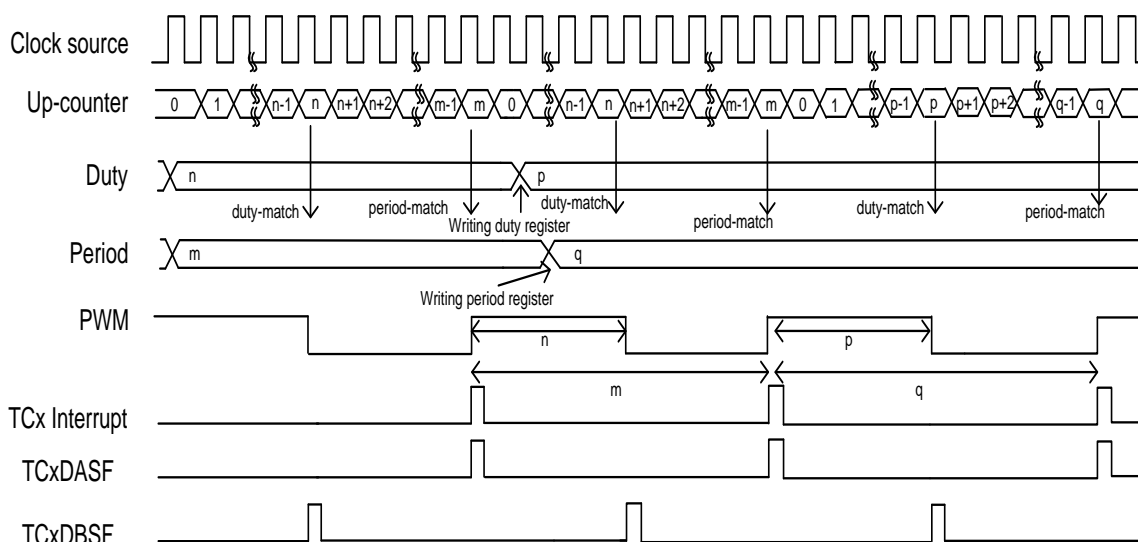 Clock source
Up-counter
0 1 n-1 n n+1 n+2 m-1 m 0 n-1 n n+1 n+2 m-1 m 0 1 p-1 p p+1 p+2 q-1 q
Duty
n p
duty-match period-match duty-match period-match duty-match period-match
Writing duty register
Period
m q
Writing period register
PWM
n p
m q
TCx Interrupt
TCxDASF
TCxDBSF